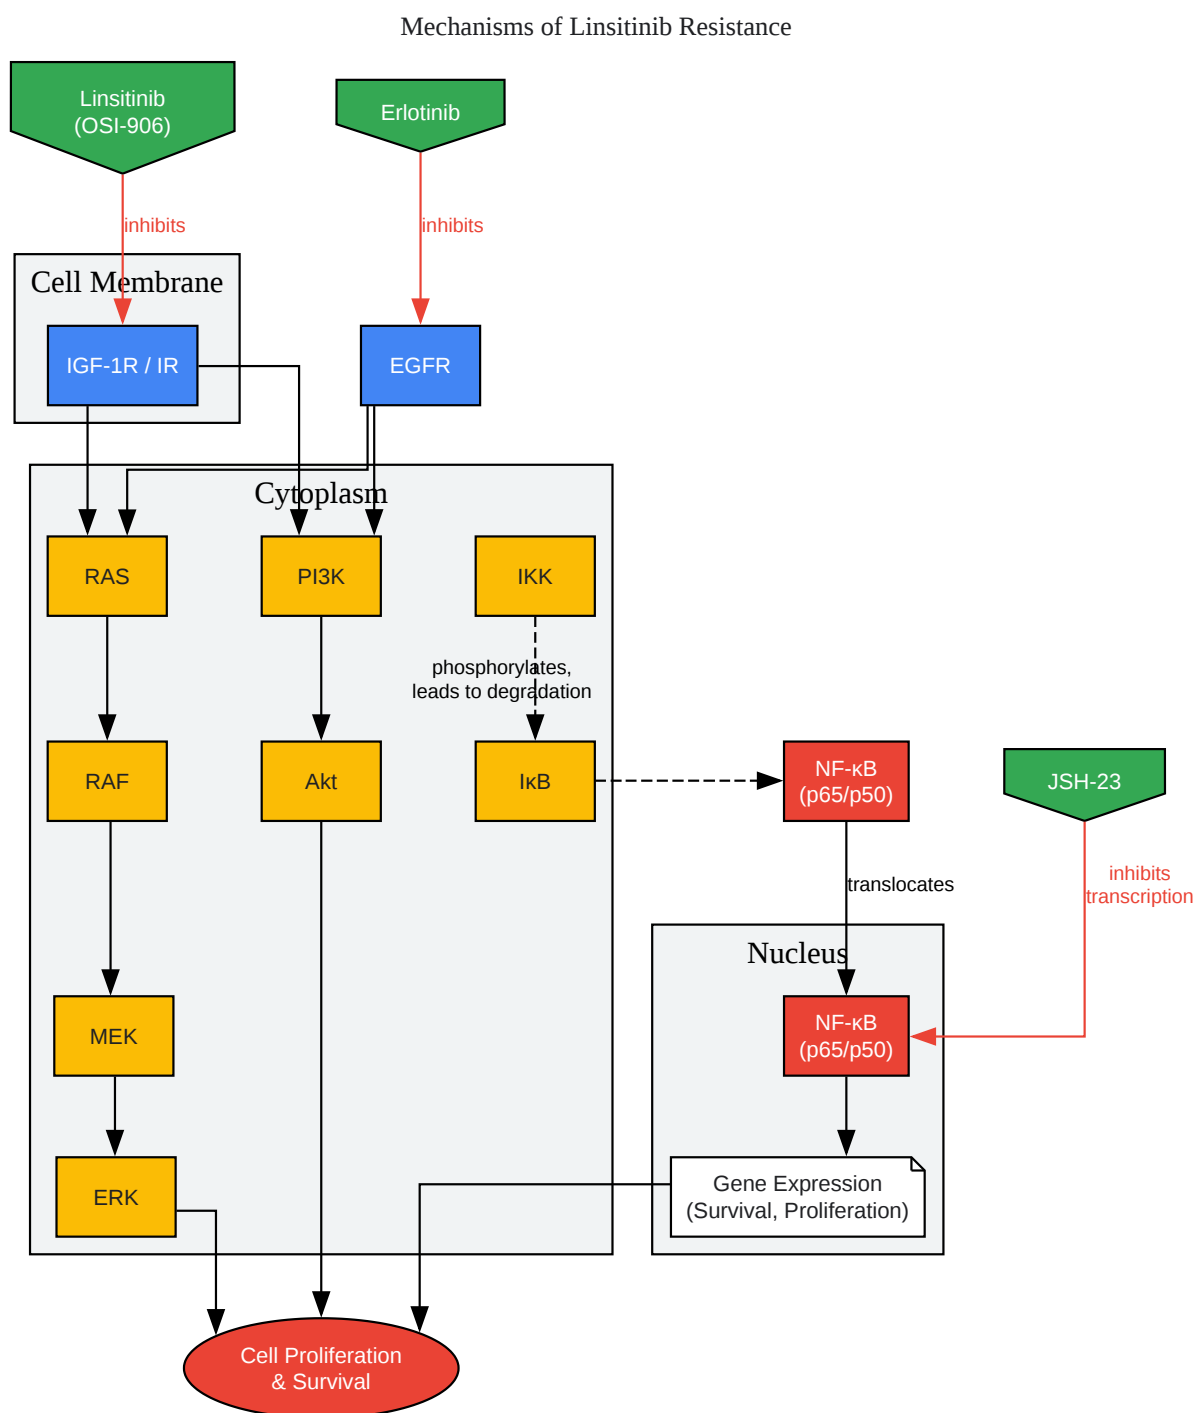 Mechanisms of Linsitinib Resistance
Linsitinib
(OSI-906)
Erlotinib
inhibits
inhibits
Cell Membrane
IGF-1R / IR
EGFR
Cytoplasm
RAS
PI3K
IKK
phosphorylates,
leads to degradation
RAF
Akt
IκB
NF-κB
(p65/p50)
JSH-23
translocates
inhibits
transcription
Nucleus
MEK
NF-κB
(p65/p50)
ERK
Gene Expression
(Survival, Proliferation)
Cell Proliferation
& Survival